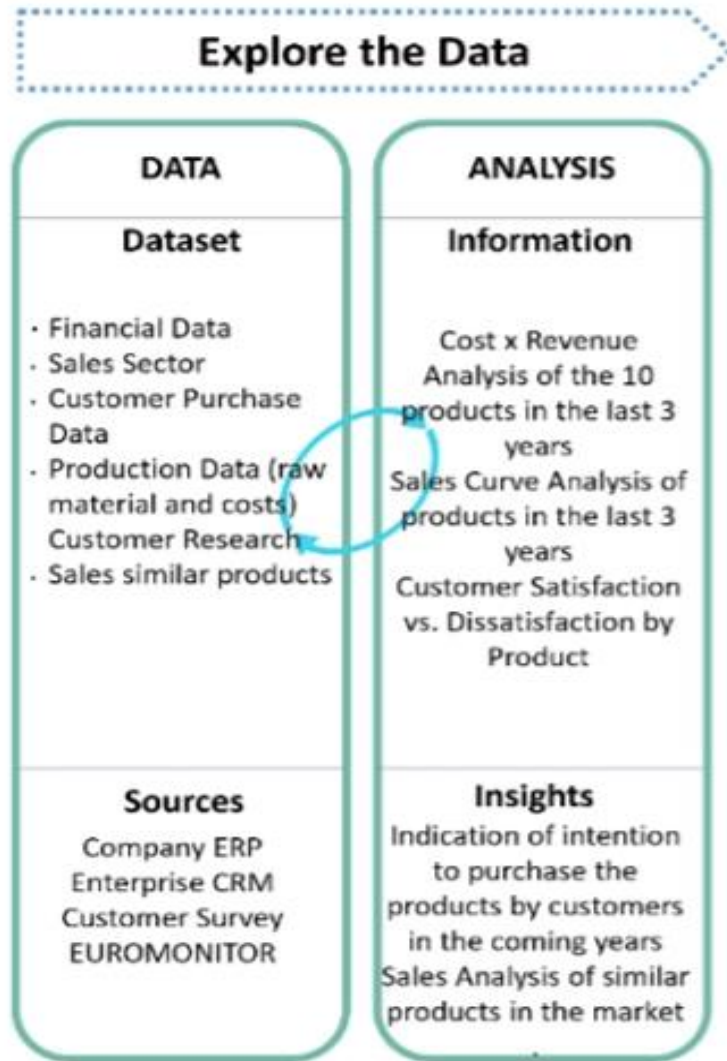 Explore the Data
DATA
Dataset
· Financial Data
· Sales Sector
· Customer Purchase
Data
· Production Data (raw
material and costs)
Customer Research
· Sales similar products
Sources
Company ERP
Enterprise CRM
Customer Survey
EUROMONITOR
ANALYSIS
Information
Cost x Revenue
Analysis of the 10
products in the last 3
years
Sales Curve Analysis of
products in the last 3
years
Customer Satisfaction
vs. Dissatisfaction by
Product
Insights
Indication of intention
to purchase the
products by customers
in the coming years
Sales Analysis of similar
products in the market